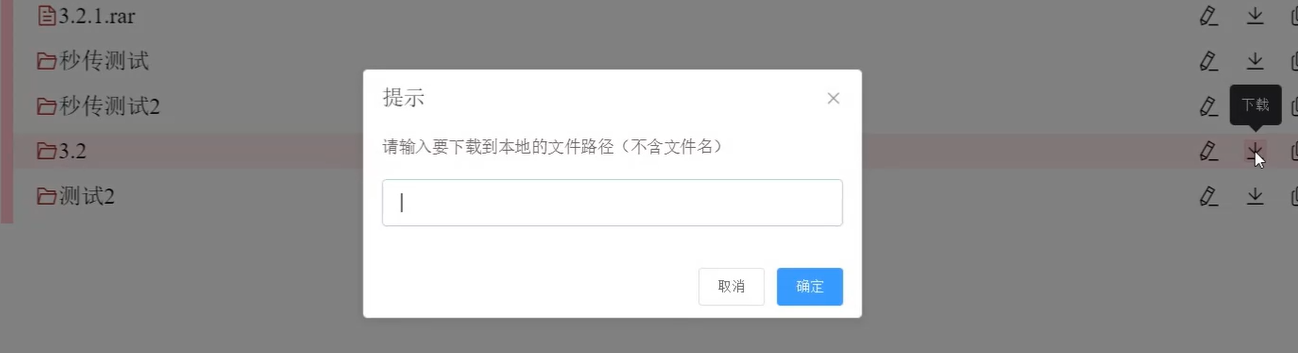 3.2.1.rar
秒传测试
秒传测试2
3.2
测试2
下载
提示
请输入要下载到本地的文件路径（不含文件名）
取消
确定